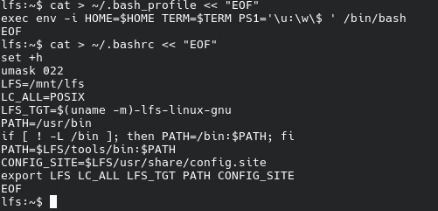 lfs:~$ cat > ~/.bash_profile << "EOF"
exec env -i HOME=$HOME TERM=$TERM PS1='\u:\w\$ ' /bin/bash
EOF
lfs:~$ cat > ~/.bashrc << "EOF"
set +h
umask 022
LFS=/mnt/lfs
LC_ALL=POSIX
LFS_TGT=$(uname -m)-lfs-linux-gnu
PATH=/usr/bin
if [ ! -L /bin ]; then PATH=/bin:$PATH; fi
PATH=$LFS/tools/bin:$PATH
CONFIG_SITE=$LFS/usr/share/config.site
export LFS LC_ALL LFS_TGT PATH CONFIG_SITE
EOF
lfs:~$